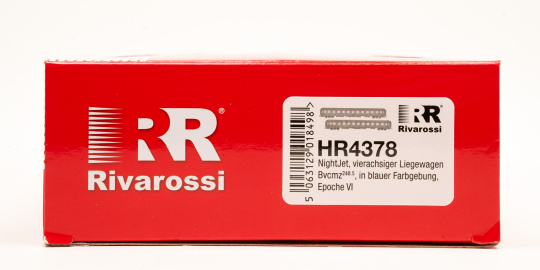 RR®
Rivarossi
RR
Rivarossi
HR4378
NightJet, vierachsiger Liegewagen
Bvcmz²⁴⁸·⁵, in blauer Farbgebung,
Epoche VI
5 063129 018498>